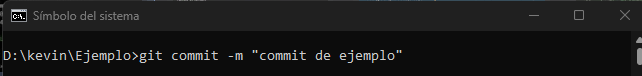 Símbolo del sistema
D:\kevin\Ejemplo>git commit -m "commit de ejemplo"